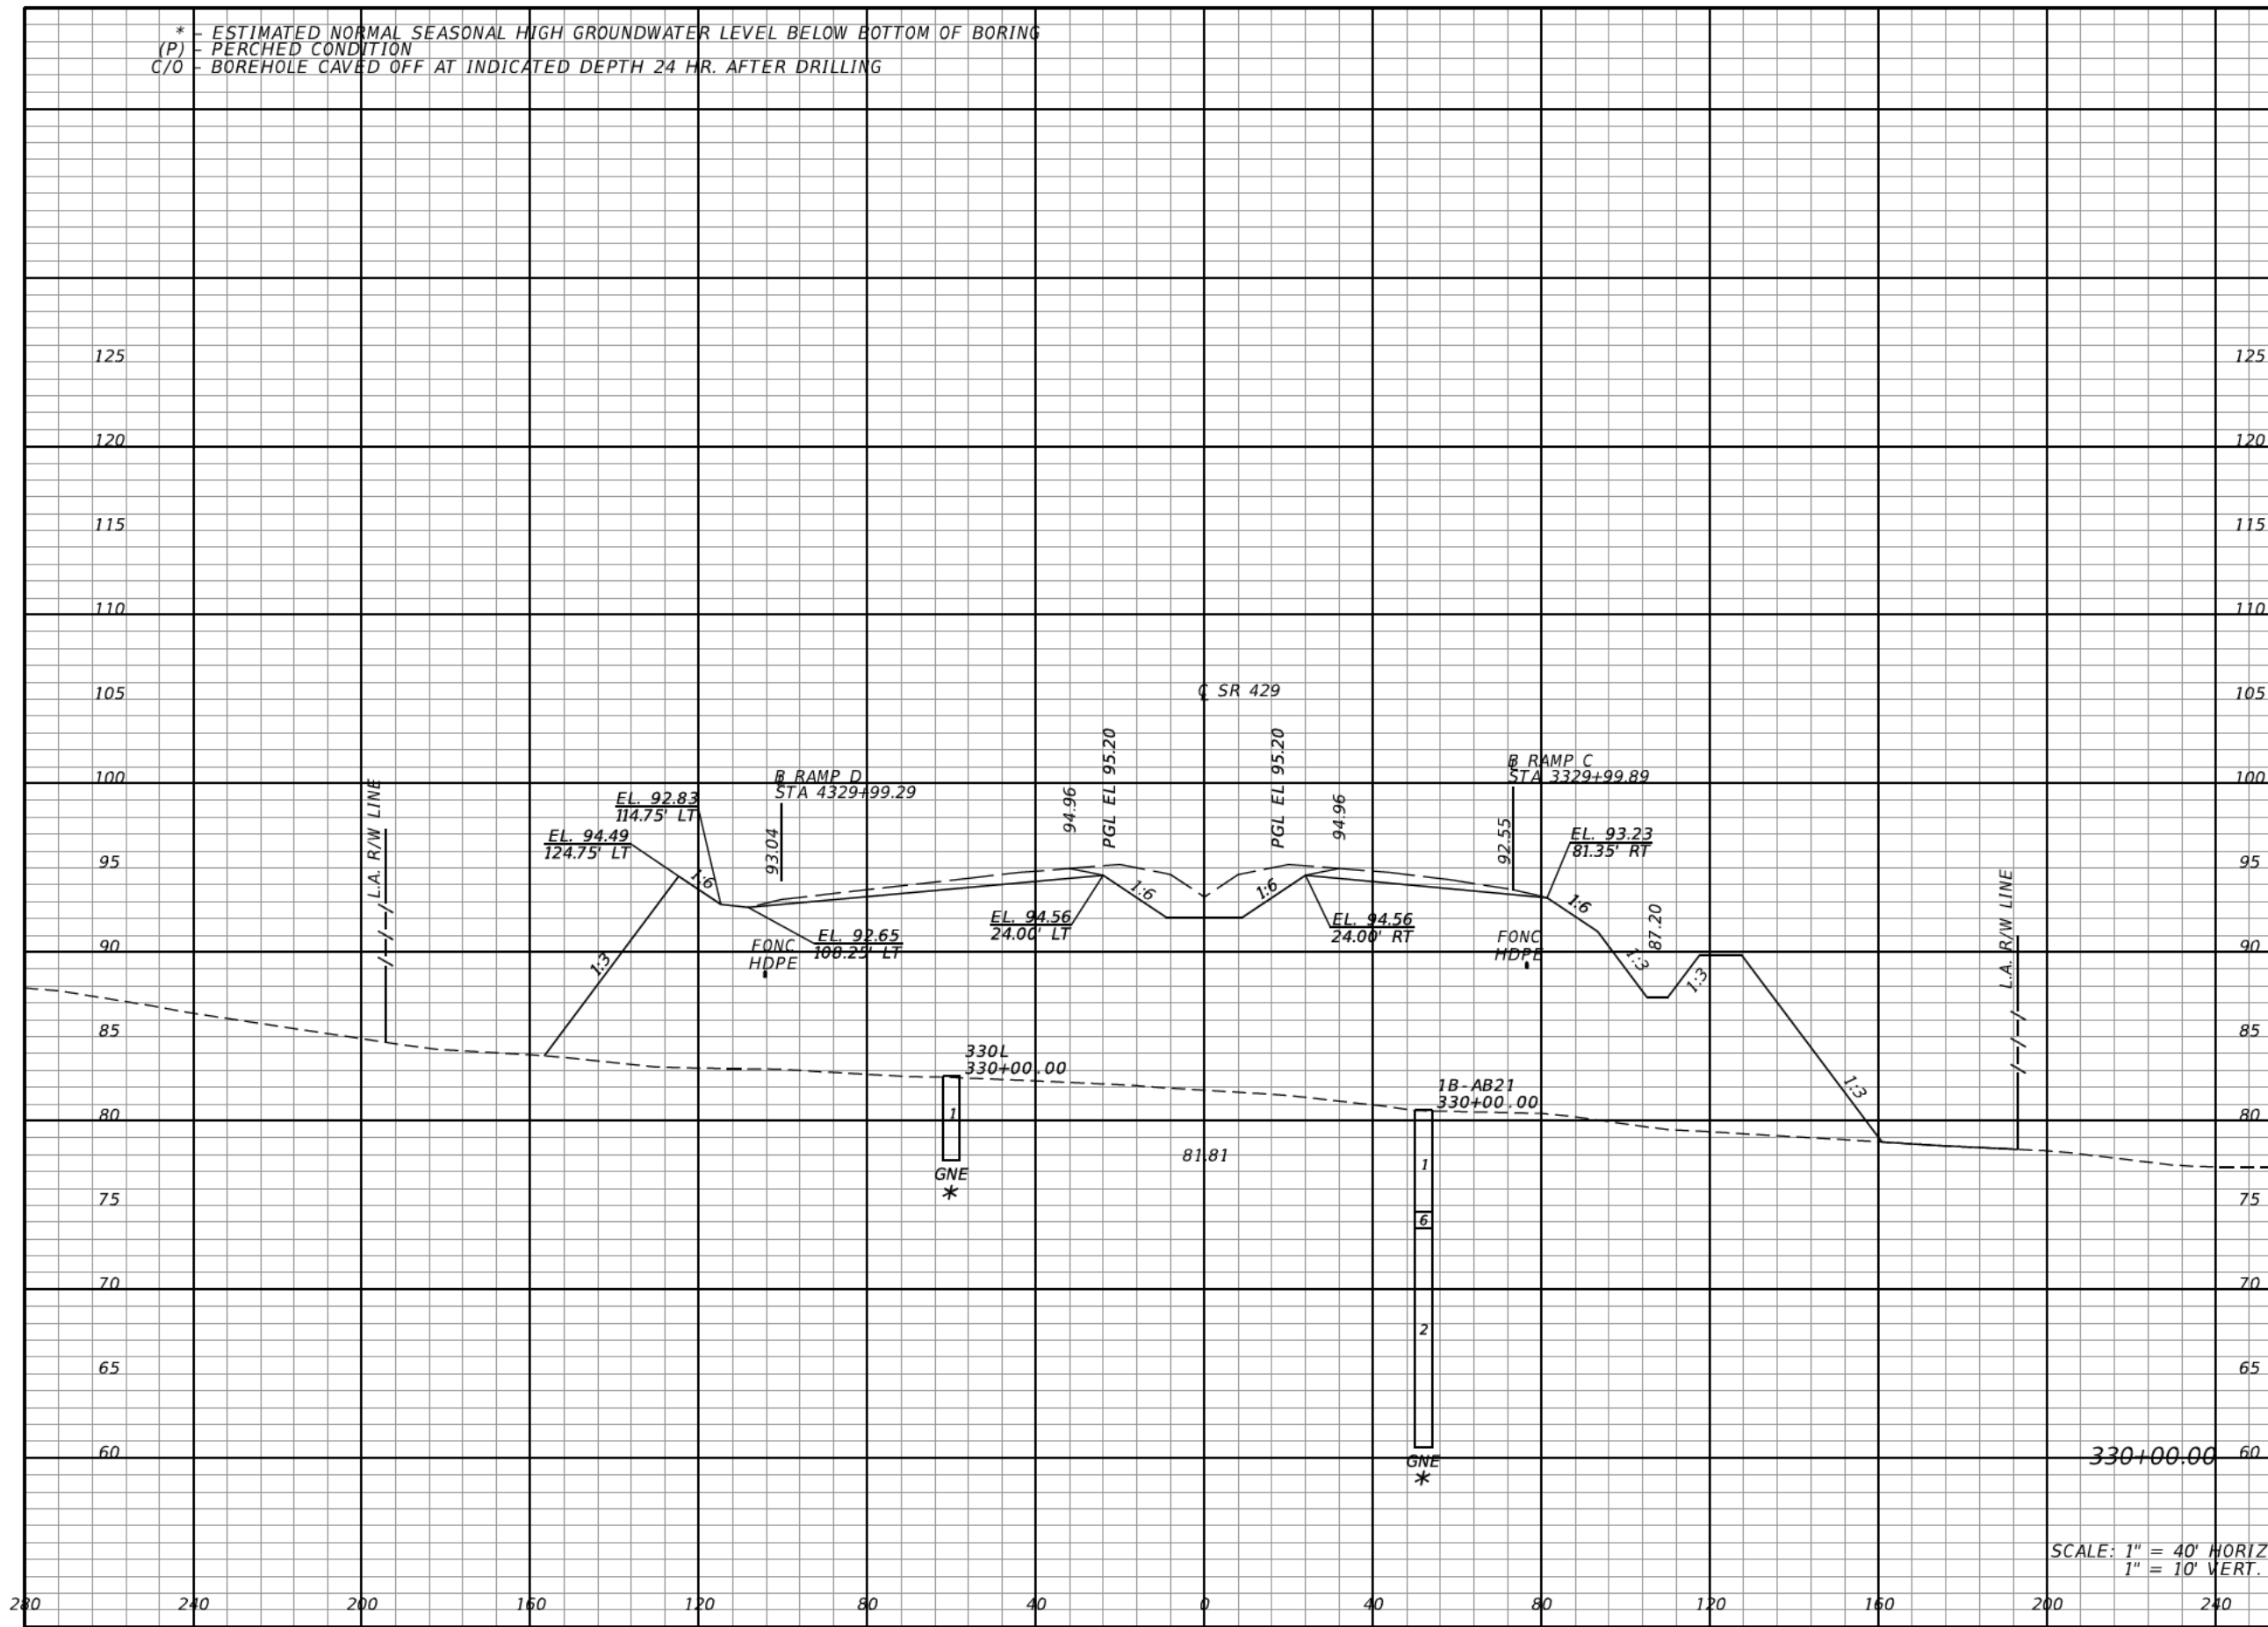 * - ESTIMATED NORMAL SEASONAL HIGH GROUNDWATER LEVEL BELOW BOTTOM OF BORING
(P) - PERCHED CONDITION
C/O - BOREHOLE CAVED OFF AT INDICATED DEPTH 24 HR. AFTER DRILLING
125 125
120 120
115 115
110 110
105 105
℄ SR 429
100 100
L.A. R/W LINE
EL. 92.83
114.75' LT
EL. 94.49
124.75' LT
1:6
1:3
B RAMP D
STA 4329+99.29
93.04
FONC
HDPE
EL. 92.65
108.25' LT
94.96
PGL EL 95.20
EL. 94.56
24.00' LT
1:6
PGL EL 95.20
94.96
1:6
EL. 94.56
24.00' RT
B RAMP C
STA 3329+99.89
92.55
EL. 93.23
81.35' RT
FONC
HDPE
1:6
1:3
87.20
1:3
1:3
L.A. R/W LINE
95 95
90 90
85 85
330L
330+00.00
1
GNE
*
1B-AB21
330+00.00
81.81
1
6
2
GNE
*
80 80
75 75
70 70
65 65
60 60
330+00.00
SCALE: 1" = 40' HORIZ
1" = 10' VERT.
280 240 200 160 120 80 40 0 40 80 120 160 200 240